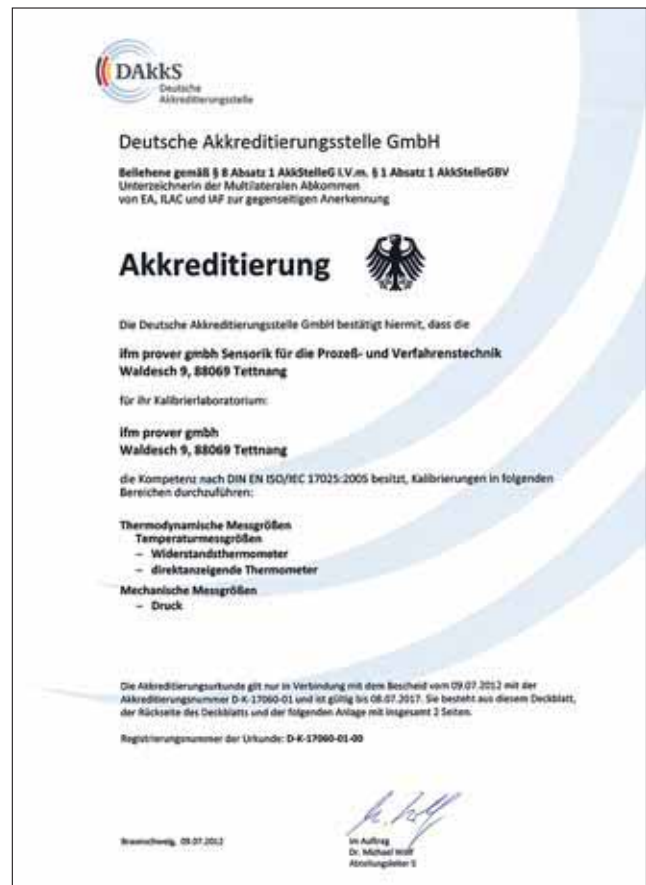 DAkkS
Deutsche
Akkreditierungsstelle
Deutsche Akkreditierungsstelle GmbH
Beliehene gemäß § 8 Absatz 1 AkkStelleG i.V.m. § 1 Absatz 1 AkkStelleGBV
Unterzeichnerin der Multilateralen Abkommen
von EA, ILAC und IAF zur gegenseitigen Anerkennung
Akkreditierung
Die Deutsche Akkreditierungsstelle GmbH bestätigt hiermit, dass die
ifm prover gmbh Sensorik für die Prozeß- und Verfahrenstechnik
Waldesch 9, 88069 Tettnang
für ihr Kalibrierlaboratorium:
ifm prover gmbh
Waldesch 9, 88069 Tettnang
die Kompetenz nach DIN EN ISO/IEC 17025:2005 besitzt, Kalibrierungen in folgenden
Bereichen durchzuführen:
Thermodynamische Messgrößen
Temperaturmessgrößen
– Widerstandsthermometer
– direktanzeigende Thermometer
Mechanische Messgrößen
– Druck
Die Akkreditierungsurkunde gilt nur in Verbindung mit dem Bescheid vom 09.07.2012 mit der
Akkreditierungsnummer D-K-17060-01 und ist gültig bis 08.07.2017. Sie besteht aus diesem Deckblatt,
der Rückseite des Deckblatts und der folgenden Anlage mit insgesamt 2 Seiten.
Registrierungsnummer der Urkunde: D-K-17060-01-00
Braunschweig, 09.07.2012
Im Auftrag
Dr. Michael Wolf
Abteilungsleiter